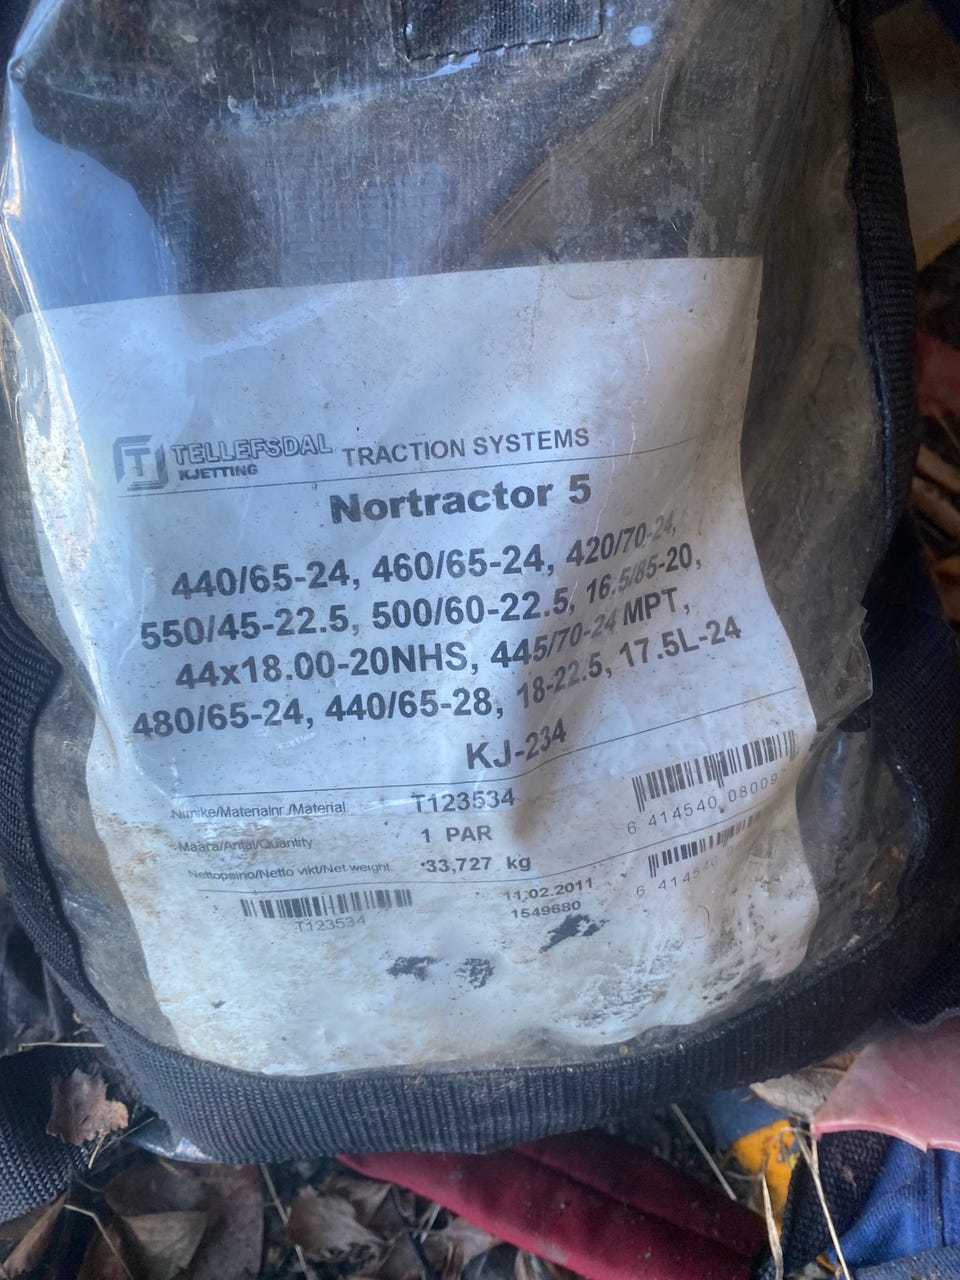 T TELLEFSDAL
KJETTING
TRACTION SYSTEMS
Nortractor 5
440/65-24, 460/65-24, 420/70-24,
550/45-22.5, 500/60-22.5, 16.5/85-20,
44x18.00-20NHS, 445/70-24 MPT,
480/65-24, 440/65-28, 18-22.5, 17.5L-24
KJ-234
Nimike/Materialnr./Material T123534
Määrä/Antal/Quantity 1 PAR
Nettopaino/Netto vikt/Net weight 33,727 kg
6 414540 08009
T123534
11.02.2011
1549680
6 41454